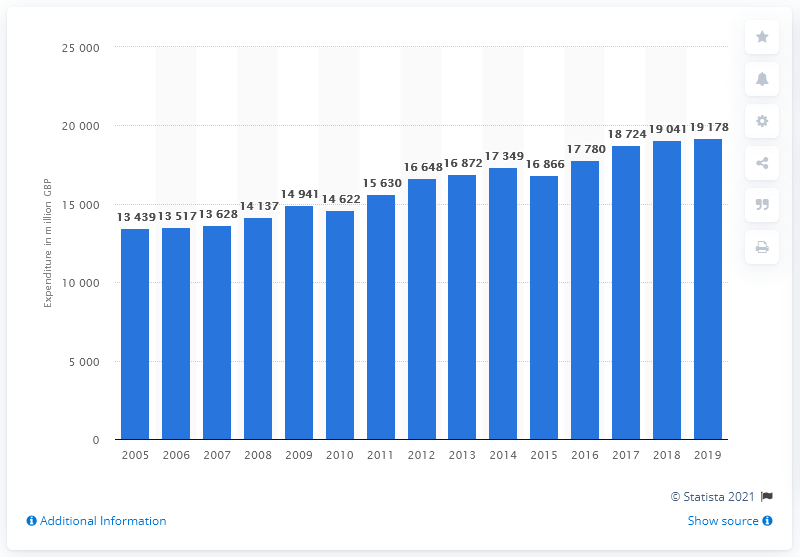 25 000
20 000
15 000
10 000
5 000
0
Expenditure in million GBP
13 439 13 517 13 628 14 137 14 941 14 622 15 630 16 648 16 872 17 349 16 866 17 780 18 724 19 041 19 178
2005 2006 2007 2008 2009 2010 2011 2012 2013 2014 2015 2016 2017 2018 2019
© Statista 2021
Additional Information
Show source